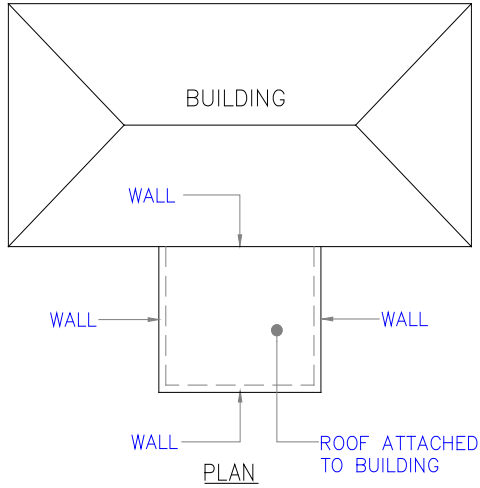 BUILDING
WALL
WALL
WALL
WALL
ROOF ATTACHED
TO BUILDING
PLAN